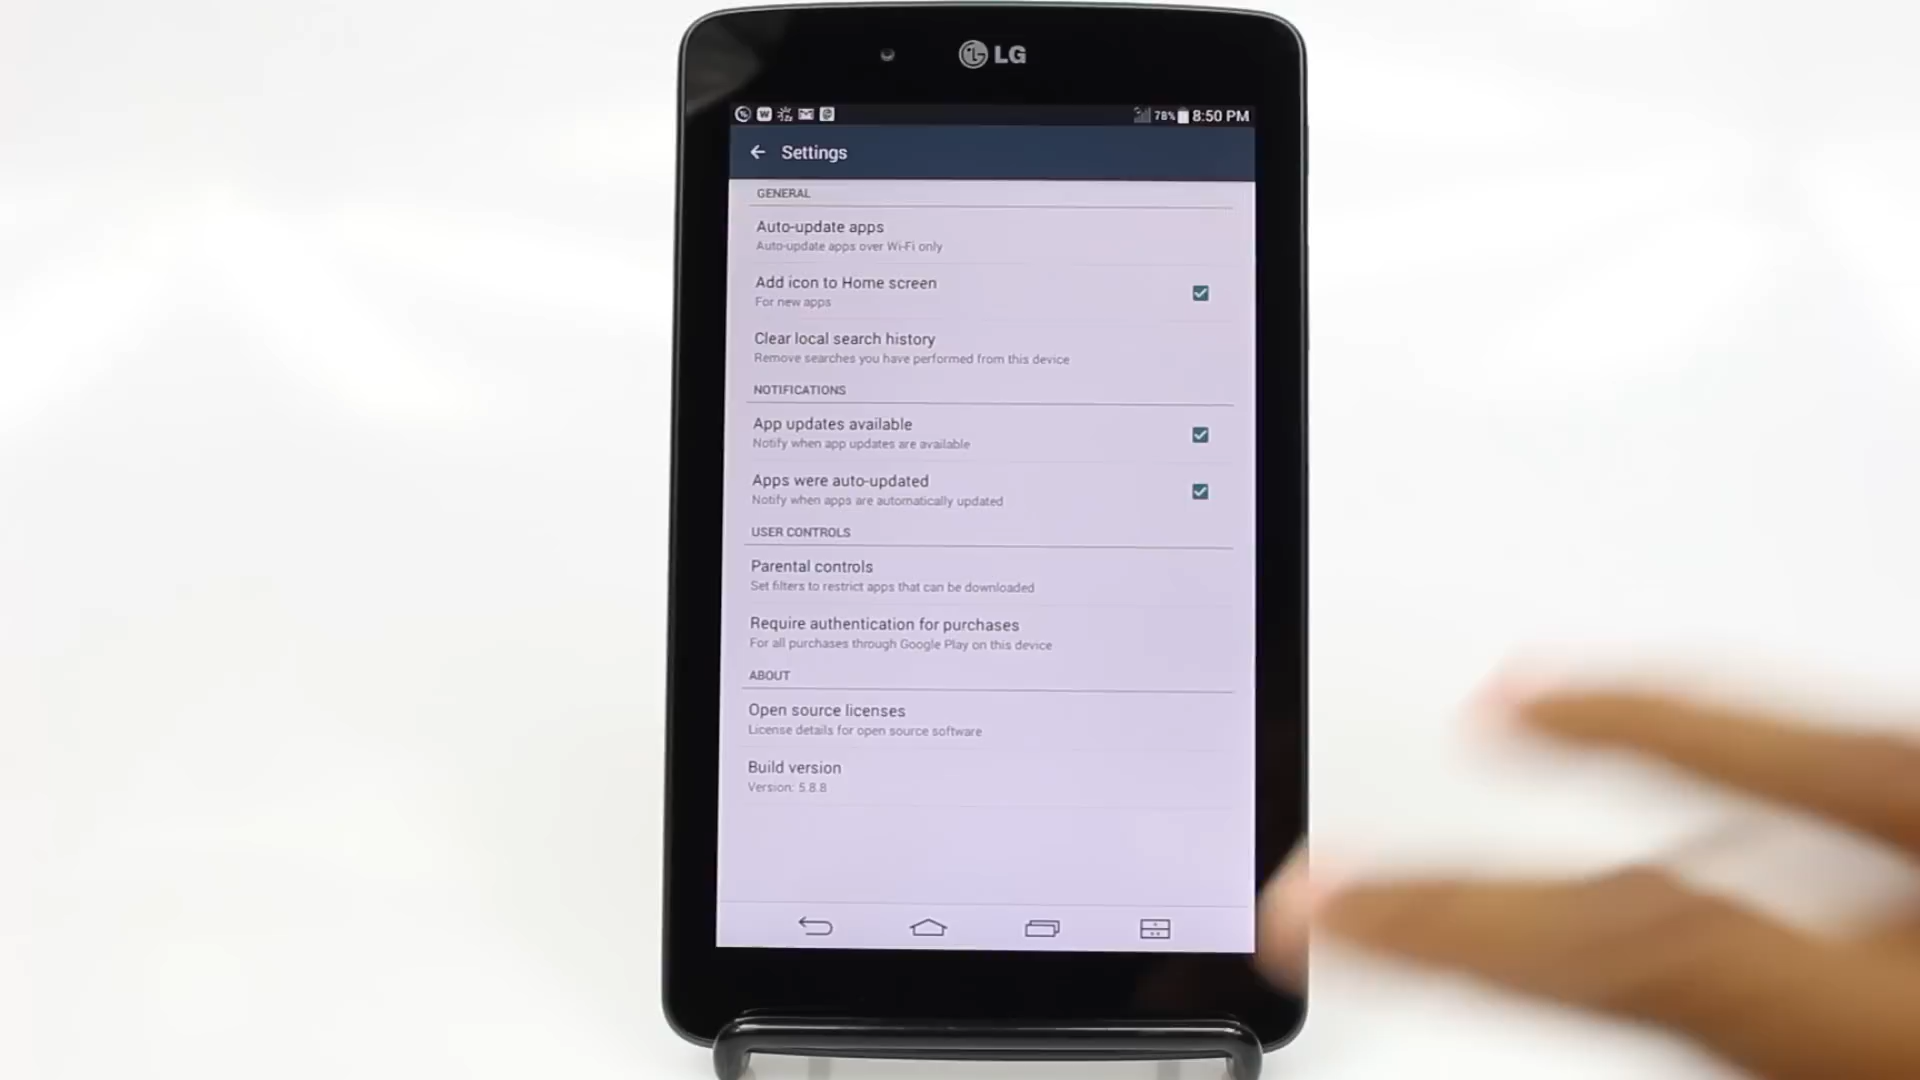 LG
78% 8:50 PM
Settings
GENERAL
Auto-update apps
Auto-update apps over Wi-Fi only
Add icon to Home screen
For new apps
Clear local search history
Remove searches you have performed from this device
NOTIFICATIONS
App updates available
Notify when app updates are available
Apps were auto-updated
Notify when apps are automatically updated
USER CONTROLS
Parental controls
Set filters to restrict apps that can be downloaded
Require authentication for purchases
For all purchases through Google Play on this device
ABOUT
Open source licenses
License details for open source software
Build version
Version: 5.8.8